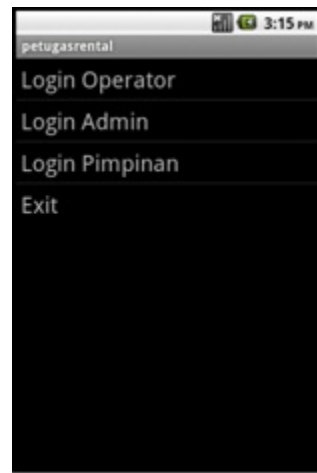 3:15 PM
petugasrental
Login Operator
Login Admin
Login Pimpinan
Exit